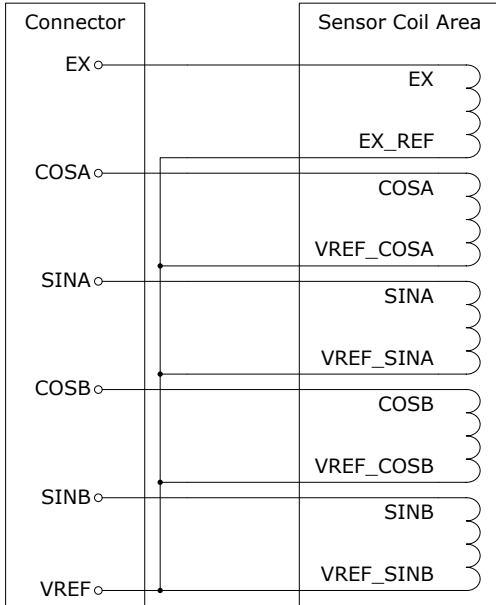 Connector
Sensor Coil Area
EX
EX
EX_REF
COSA
COSA
VREF_COSA
SINA
SINA
VREF_SINA
COSB
COSB
VREF_COSB
SINB
SINB
VREF_SINB
VREF